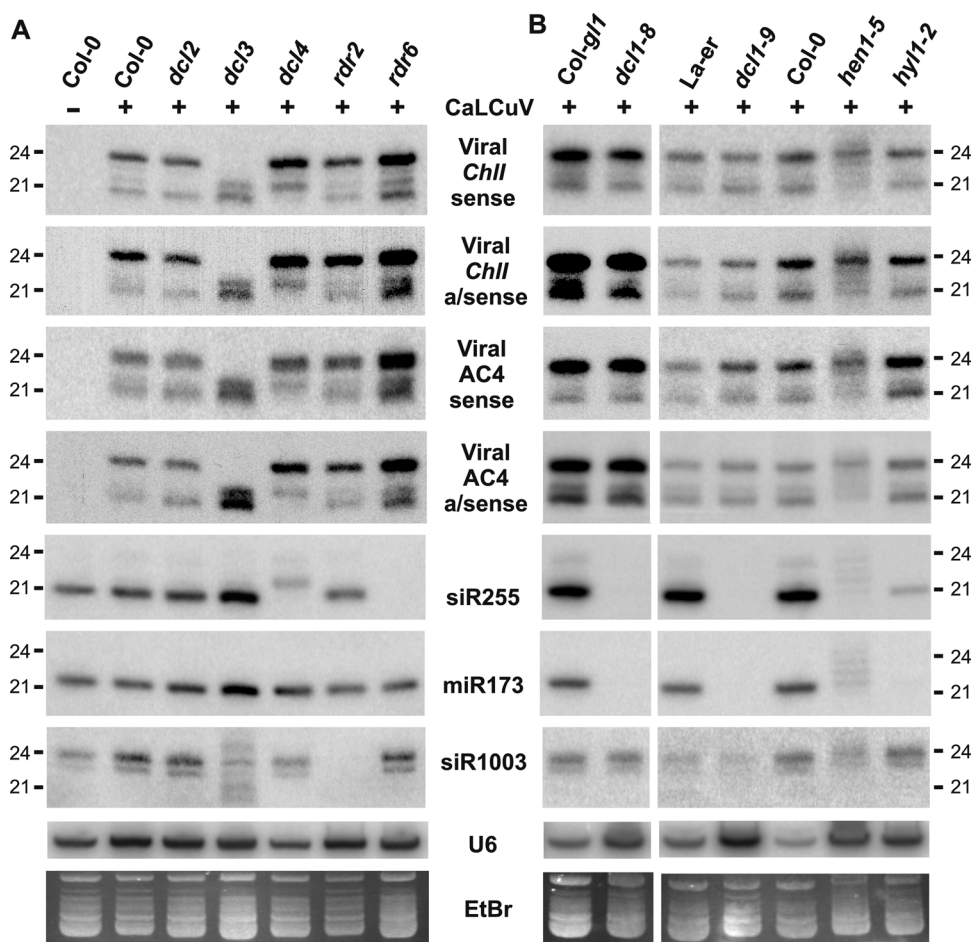 A
B
Col-0 Col-0 dcl2 dcl3 dcl4 rdr2 rdr6
Col-gl1 dcl1-8 La-er dcl1-9 Col-0 hen1-5 hyl1-2
– + + + + + + CaLCuV + + + + + + +
24 Viral 24
ChlI
21 sense 21
24 Viral 24
ChlI
21 a/sense 21
24 Viral 24
AC4
21 sense 21
24 Viral 24
AC4
21 a/sense 21
24 24
21 siR255 21
24 24
21 miR173 21
24 siR1003 24
21 21
U6
EtBr